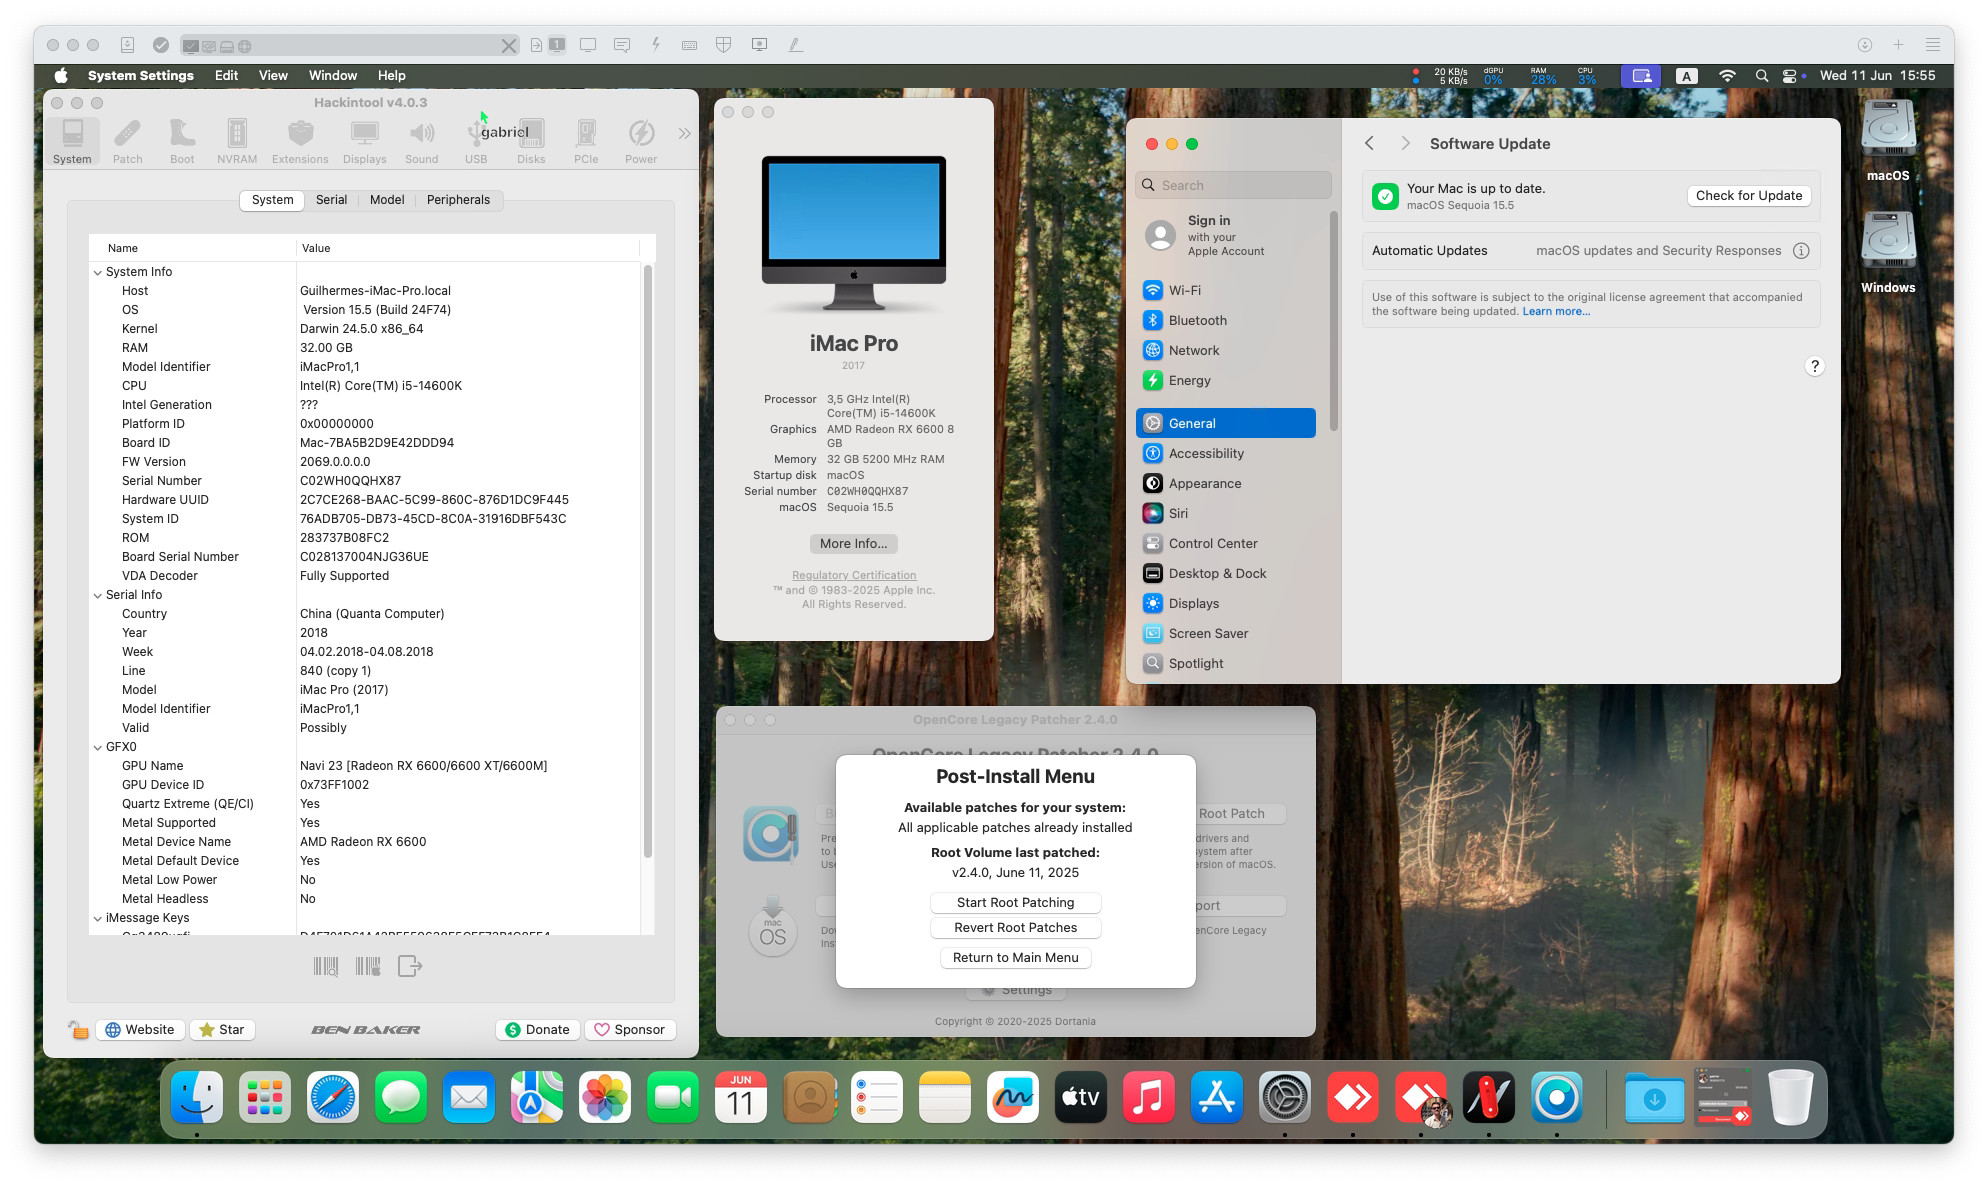 1
System Settings Edit View Window Help
20 KB/s
5 KB/s
dGPU
0%
RAM
28%
CPU
3%
A
Wed 11 Jun 15:55
Hackintool v4.0.3
gabriel
System Patch Boot NVRAM Extensions Displays Sound USB Disks PCIe Power
System Serial Model Peripherals
Name Value
System Info
Host Guilhermes-iMac-Pro.local
OS Version 15.5 (Build 24F74)
Kernel Darwin 24.5.0 x86_64
RAM 32.00 GB
Model Identifier iMacPro1,1
CPU Intel(R) Core(TM) i5-14600K
Intel Generation ???
Platform ID 0x00000000
Board ID Mac-7BA5B2D9E42DDD94
FW Version 2069.0.0.0.0
Serial Number C02WH0QQHX87
Hardware UUID 2C7CE268-BAAC-5C99-860C-876D1DC9F445
System ID 76ADB705-DB73-45CD-8C0A-31916DBF543C
ROM 283737B08FC2
Board Serial Number C028137004NJG36UE
VDA Decoder Fully Supported
Serial Info
Country China (Quanta Computer)
Year 2018
Week 04.02.2018-04.08.2018
Line 840 (copy 1)
Model iMac Pro (2017)
Model Identifier iMacPro1,1
Valid Possibly
GFX0
GPU Name Navi 23 [Radeon RX 6600/6600 XT/6600M]
GPU Device ID 0x73FF1002
Quartz Extreme (QE/CI) Yes
Metal Supported Yes
Metal Device Name AMD Radeon RX 6600
Metal Default Device Yes
Metal Low Power No
Metal Headless No
iMessage Keys
Website Star BEN BAKER Donate Sponsor
iMac Pro
2017
Processor 3,5 GHz Intel(R)
Core(TM) i5-14600K
Graphics AMD Radeon RX 6600 8
GB
Memory 32 GB 5200 MHz RAM
Startup disk macOS
Serial number C02WH0QQHX87
macOS Sequoia 15.5
More Info...
Regulatory Certification
™ and © 1983-2025 Apple Inc.
All Rights Reserved.
Search
Sign in
with your
Apple Account
Wi-Fi
Bluetooth
Network
Energy
General
Accessibility
Appearance
Siri
Control Center
Desktop & Dock
Displays
Screen Saver
Spotlight
Software Update
Your Mac is up to date.
macOS Sequoia 15.5
Check for Update
Automatic Updates macOS updates and Security Responses
Use of this software is subject to the original license agreement that accompanied
the software being updated. Learn more...
?
macOS
Windows
OpenCore Legacy Patcher 2.4.0
OpenCore Legacy Patcher 2.4.0
Root Patch
drivers and
system after
version of macOS.
mac
OS
Post-Install Menu
Available patches for your system:
All applicable patches already installed
Root Volume last patched:
v2.4.0, June 11, 2025
Start Root Patching
Revert Root Patches
Return to Main Menu
Settings
Copyright © 2020-2025 Dortania
JUN
11
tv